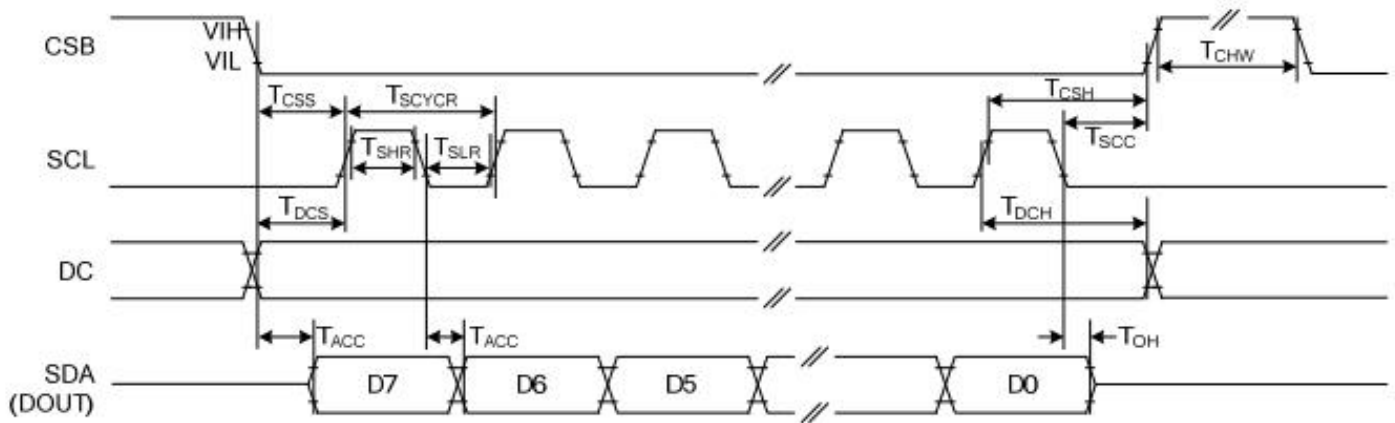 CSB
VIH
VIL
TCHW
TCSS
TSCYCR
TCSH
SCL
TSHR
TSLR
TSCC
TDCS
TDCH
DC
TACC
TACC
TOH
SDA
(DOUT)
D7
D6
D5
D0